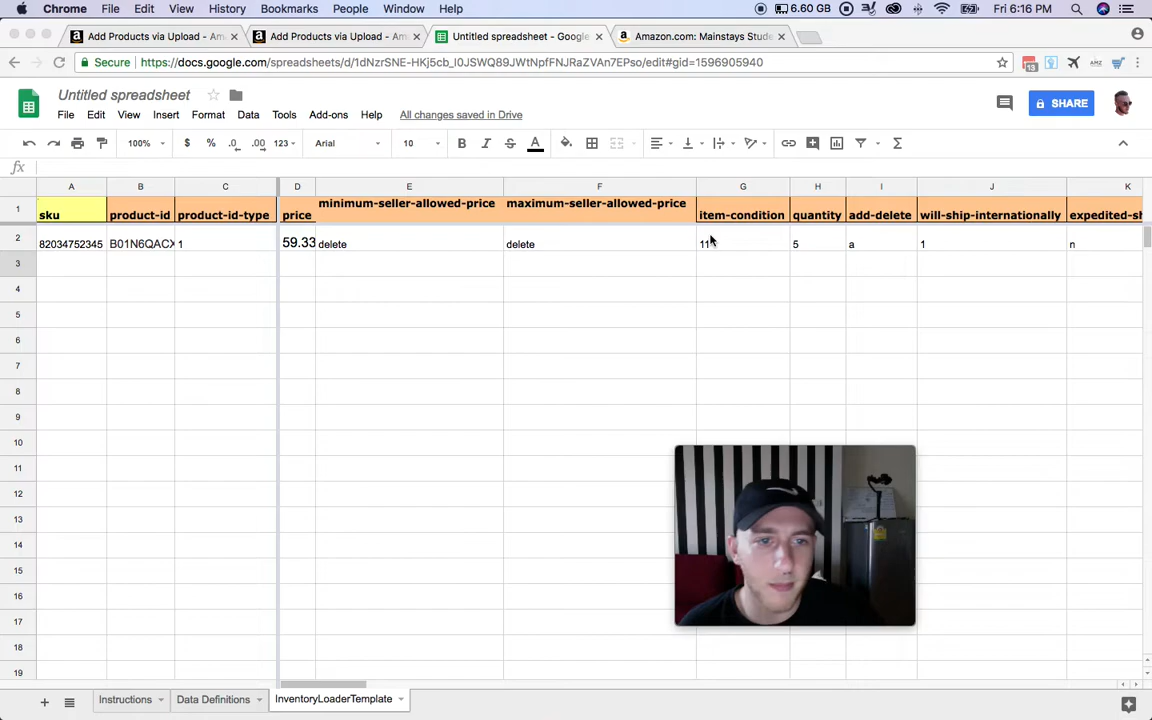 Chrome File Edit View History Bookmarks People Window Help 6.60 GB Fri 6:16 PM
Add Products via Upload - Am Add Products via Upload - Am Untitled spreadsheet - Google Amazon.com: Mainstays Stude
Secure https://docs.google.com/spreadsheets/d/1dNzrSNE-HKj5cb_I0JSWQ89JWtNpfFNJRaZVAn7EPso/edit#gid=1596905940
Untitled spreadsheet
File Edit View Insert Format Data Tools Add-ons Help All changes saved in Drive
SHARE
100% $ % .0 .00 123 Arial 10 B I S A
fx
A B C D E F G H I J K
1 sku product-id product-id-type price minimum-seller-allowed-price maximum-seller-allowed-price item-condition quantity add-delete will-ship-internationally expedited-sh
2 82034752345 B01N6QACX 1 59.33 delete delete 11 5 a 1 n
3
4
5
6
7
8
9
10
11
12
13
14
15
16
17
18
19
Instructions Data Definitions InventoryLoaderTemplate